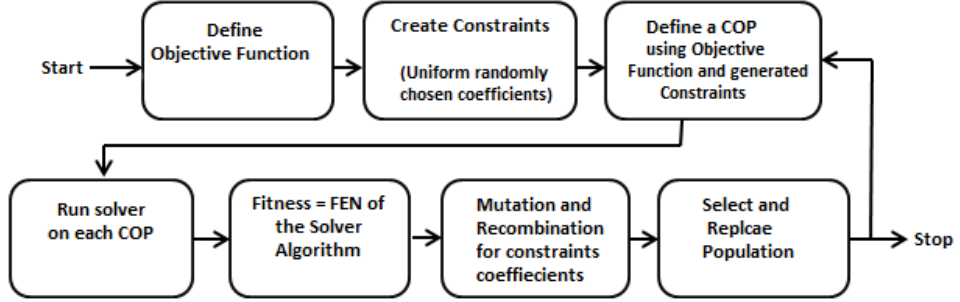 Start
Define
Objective Function
Create Constraints
(Uniform randomly
chosen coefficients)
Define a COP
using Objective
Function and generated
Constraints
Run solver
on each COP
Fitness = FEN of
the Solver
Algorithm
Mutation and
Recombination
for constraints
coeffiecients
Select and
Replcae
Population
Stop